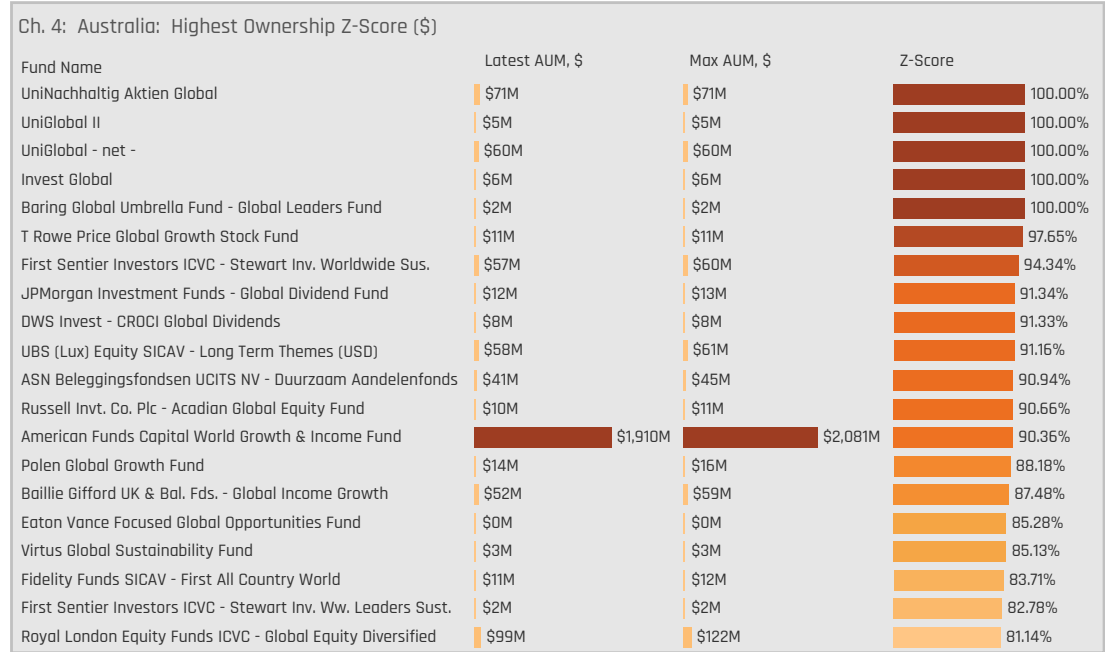 Ch. 4: Australia: Highest Ownership Z-Score ($)
Fund Name Latest AUM, $ Max AUM, $ Z-Score
UniNachhaltig Aktien Global $71M $71M 100.00%
UniGlobal II $5M $5M 100.00%
UniGlobal - net - $60M $60M 100.00%
Invest Global $6M $6M 100.00%
Baring Global Umbrella Fund - Global Leaders Fund $2M $2M 100.00%
T Rowe Price Global Growth Stock Fund $11M $11M 97.65%
First Sentier Investors ICVC - Stewart Inv. Worldwide Sus. $57M $60M 94.34%
JPMorgan Investment Funds - Global Dividend Fund $12M $13M 91.34%
DWS Invest - CROCI Global Dividends $8M $8M 91.33%
UBS (Lux) Equity SICAV - Long Term Themes (USD) $58M $61M 91.16%
ASN Beleggingsfondsen UCITS NV - Duurzaam Aandelenfonds $41M $45M 90.94%
Russell Invt. Co. Plc - Acadian Global Equity Fund $10M $11M 90.66%
American Funds Capital World Growth & Income Fund $1,910M $2,081M 90.36%
Polen Global Growth Fund $14M $16M 88.18%
Baillie Gifford UK & Bal. Fds. - Global Income Growth $52M $59M 87.48%
Eaton Vance Focused Global Opportunities Fund $0M $0M 85.28%
Virtus Global Sustainability Fund $3M $3M 85.13%
Fidelity Funds SICAV - First All Country World $11M $12M 83.71%
First Sentier Investors ICVC - Stewart Inv. Ww. Leaders Sust. $2M $2M 82.78%
Royal London Equity Funds ICVC - Global Equity Diversified $99M $122M 81.14%